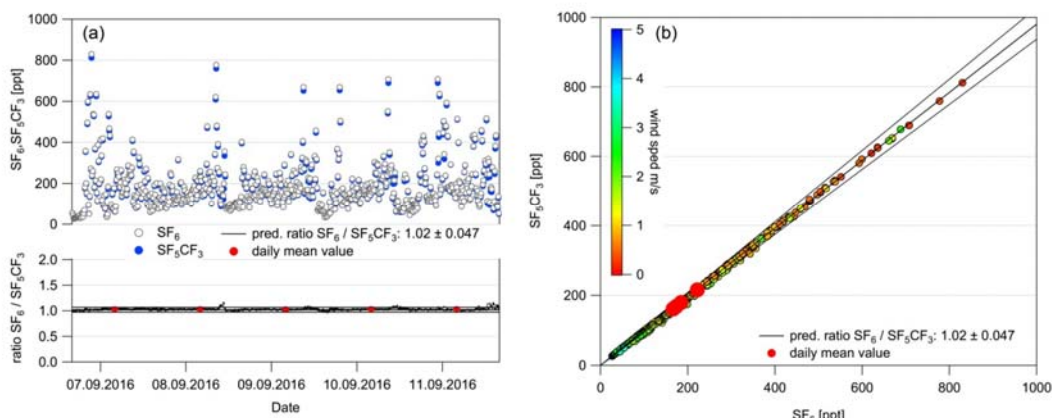 (a)
1000
800
600
400
200
0
SF6,SF5CF3 [ppt]
SF6
SF5CF3
pred. ratio SF6 / SF5CF3: 1.02 ± 0.047
daily mean value
2.0
1.5
1.0
0.5
0.0
ratio SF6 / SF5CF3
07.09.2016 08.09.2016 09.09.2016 10.09.2016 11.09.2016
Date
(b)
1000
800
600
400
200
0
SF5CF3 [ppt]
5
4
3
2
1
0
wind sped m/s
pred. ratio SF6 / SF5CF3: 1.02 ± 0.047
daily mean value
0 200 400 600 800 1000
SF6 [ppt]